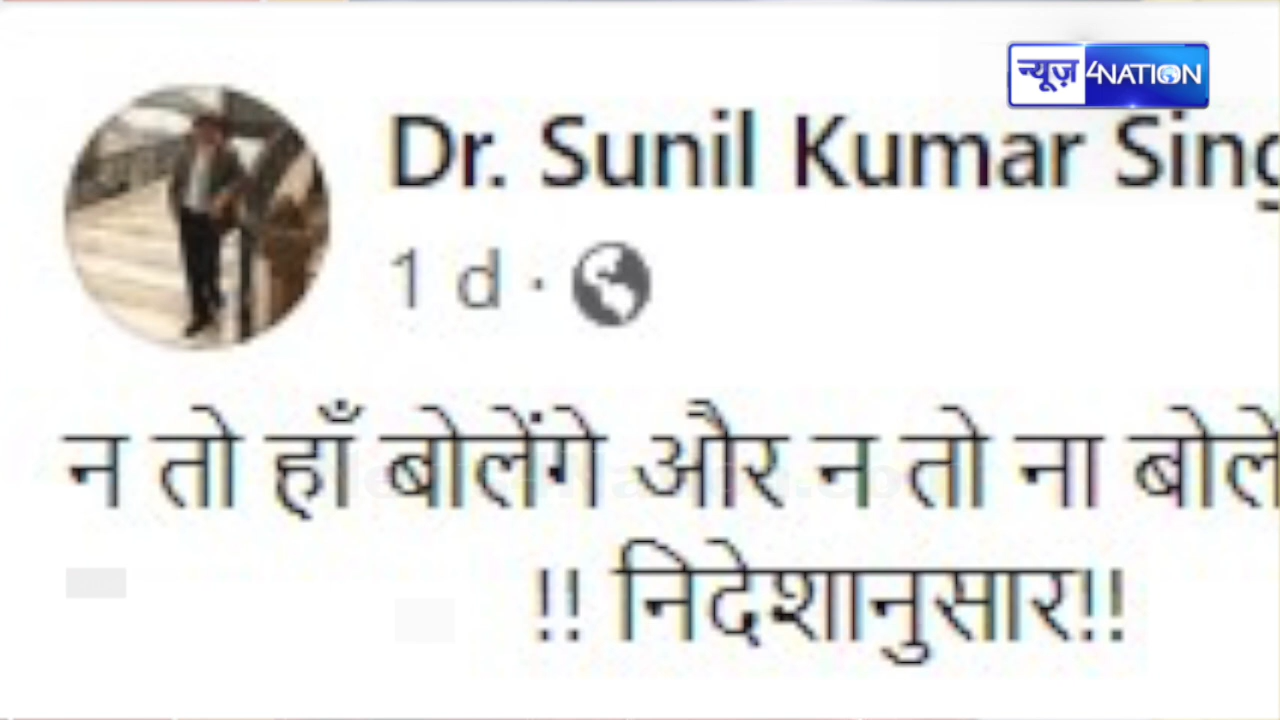 न्यूज़ 4NATION
Dr. Sunil Kumar Sing
1 d ·
न तो हाँ बोलेंगे और न तो ना बोले
!! निदेशानुसार!!